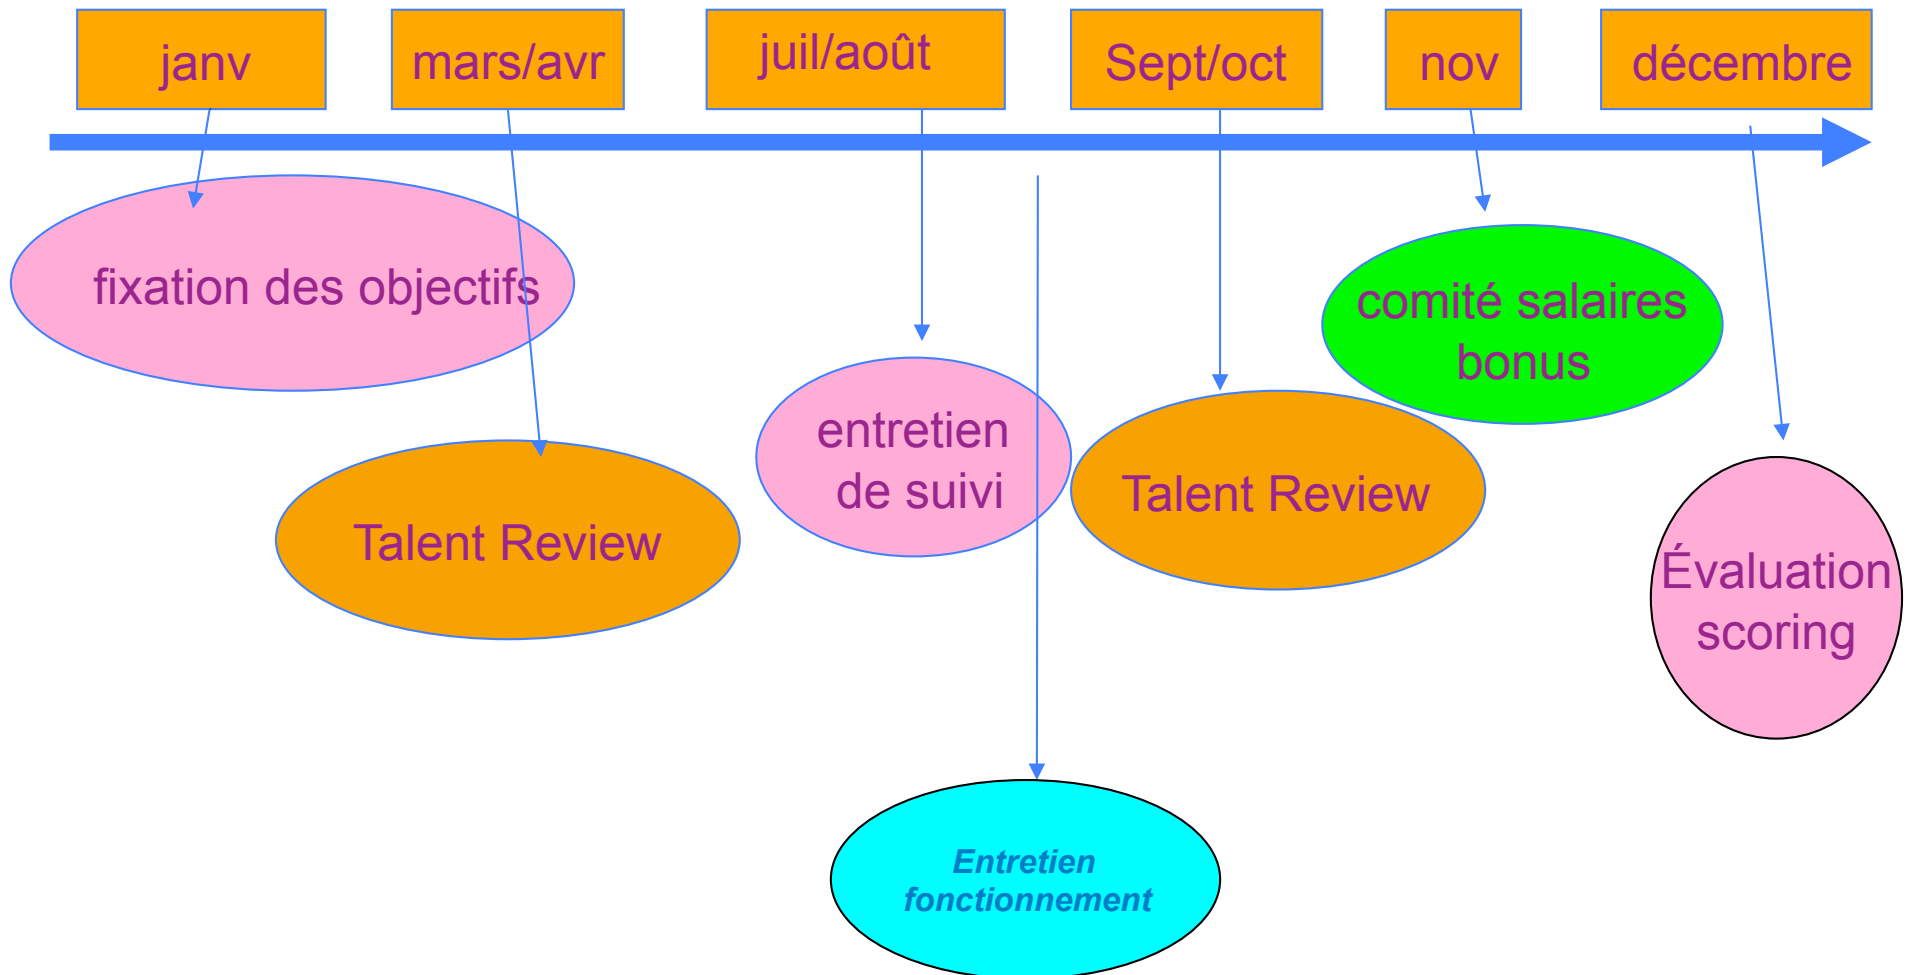 janv
mars/avr
juil/août
Sept/oct
nov
décembre
fixation des objectifs
comité salaires
bonus
entretien
de suivi
Talent Review
Talent Review
Évaluation
scoring
Entretien
fonctionnement